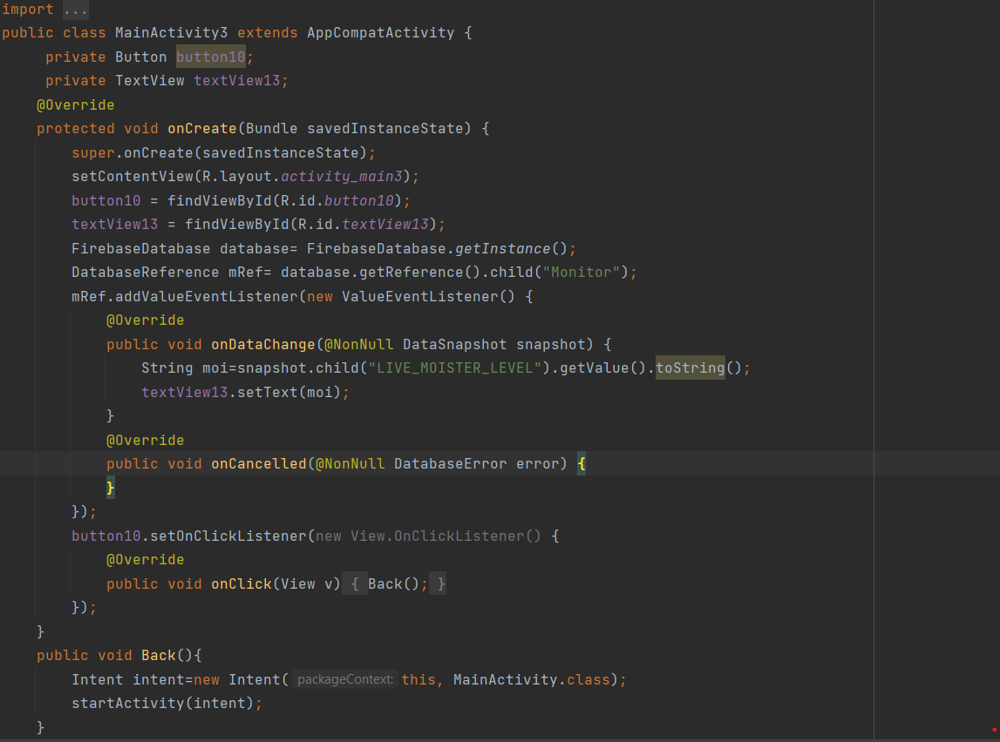 import ...
public class MainActivity3 extends AppCompatActivity {
     private Button button10;
     private TextView textView13;
    @Override
    protected void onCreate(Bundle savedInstanceState) {
        super.onCreate(savedInstanceState);
        setContentView(R.layout.activity_main3);
        button10 = findViewById(R.id.button10);
        textView13 = findViewById(R.id.textView13);
        FirebaseDatabase database= FirebaseDatabase.getInstance();
        DatabaseReference mRef= database.getReference().child("Monitor");
        mRef.addValueEventListener(new ValueEventListener() {
            @Override
            public void onDataChange(@NonNull DataSnapshot snapshot) {
                String moi=snapshot.child("LIVE_MOISTER_LEVEL").getValue().toString();
                textView13.setText(moi);
            }
            @Override
            public void onCancelled(@NonNull DatabaseError error) {
            }
        });
        button10.setOnClickListener(new View.OnClickListener() {
            @Override
            public void onClick(View v) { Back(); }
        });
    }
    public void Back(){
        Intent intent=new Intent( packageContext: this, MainActivity.class);
        startActivity(intent);
    }